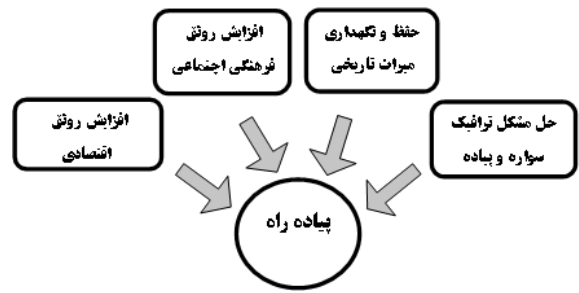 حفظ و نگهداری
میراث تاریخی
افزایش رونق
فرهنگی اجتماعی
حل مشکل ترافیک
سواره و پیاده
افزایش رونق
اقتصادی
پیاده راه